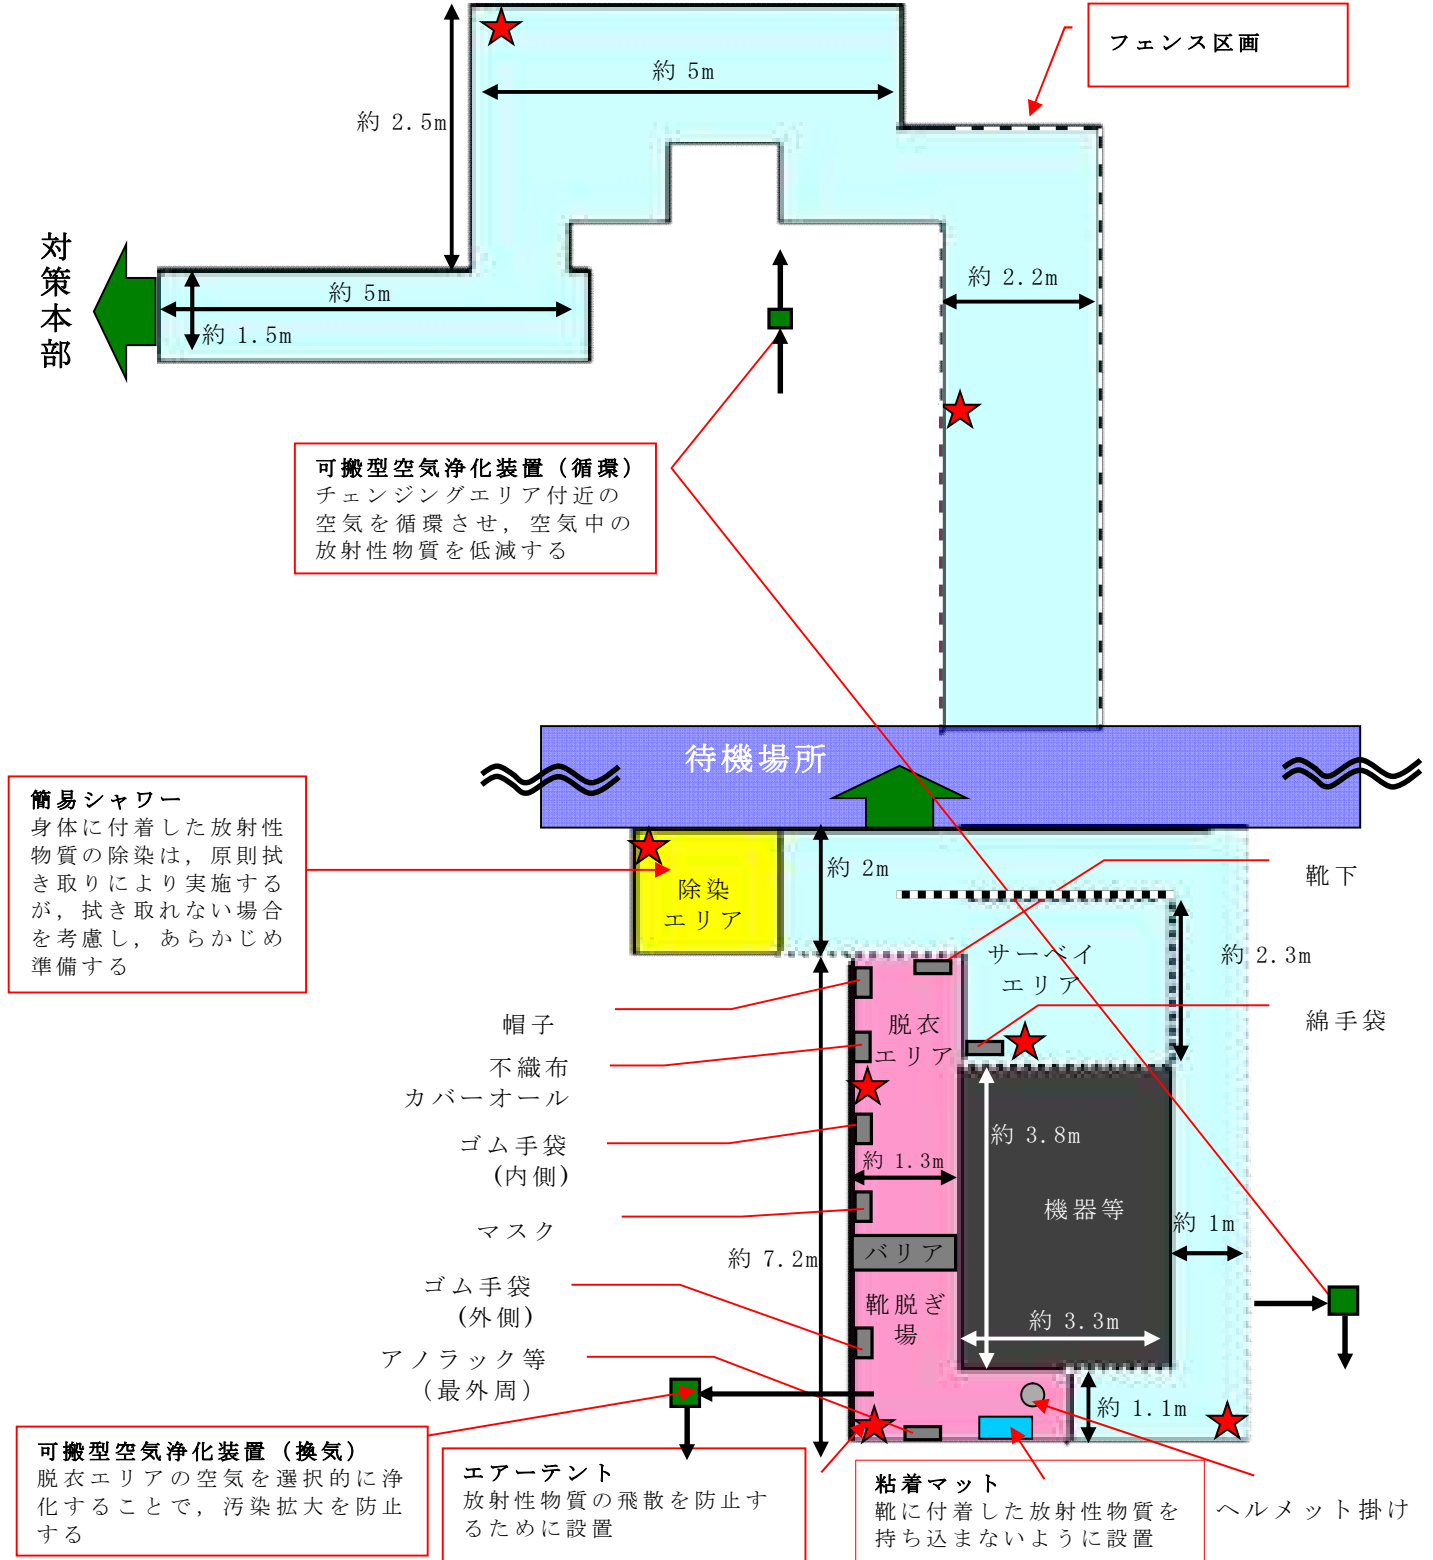 フェンス区画
約 5m
約 2.5m
対策本部
約 5m
約 1.5m
約 2.2m
可搬型空気浄化装置（循環）
チェンジングエリア付近の
空気を循環させ，空気中の
放射性物質を低減する
待機場所
簡易シャワー
身体に付着した放射性
物質の除染は，原則拭
き取りにより実施する
が，拭き取れない場合
を考慮し，あらかじめ
準備する
除染
エリア
約 2m
靴下
サーベイ
エリア
約 2.3m
帽子
脱衣
エリア
綿手袋
不織布
カバーオール
ゴム手袋
(内側)
約 3.8m
約 1.3m
マスク
機器等
約 1m
約 7.2m
バリア
ゴム手袋
(外側)
靴脱ぎ
場
約 3.3m
アノラック等
（最外周）
約 1.1m
可搬型空気浄化装置（換気）
脱衣エリアの空気を選択的に浄
化することで，汚染拡大を防止
する
エアーテント
放射性物質の飛散を防止す
るために設置
粘着マット
靴に付着した放射性物質を
持ち込まないように設置
ヘルメット掛け